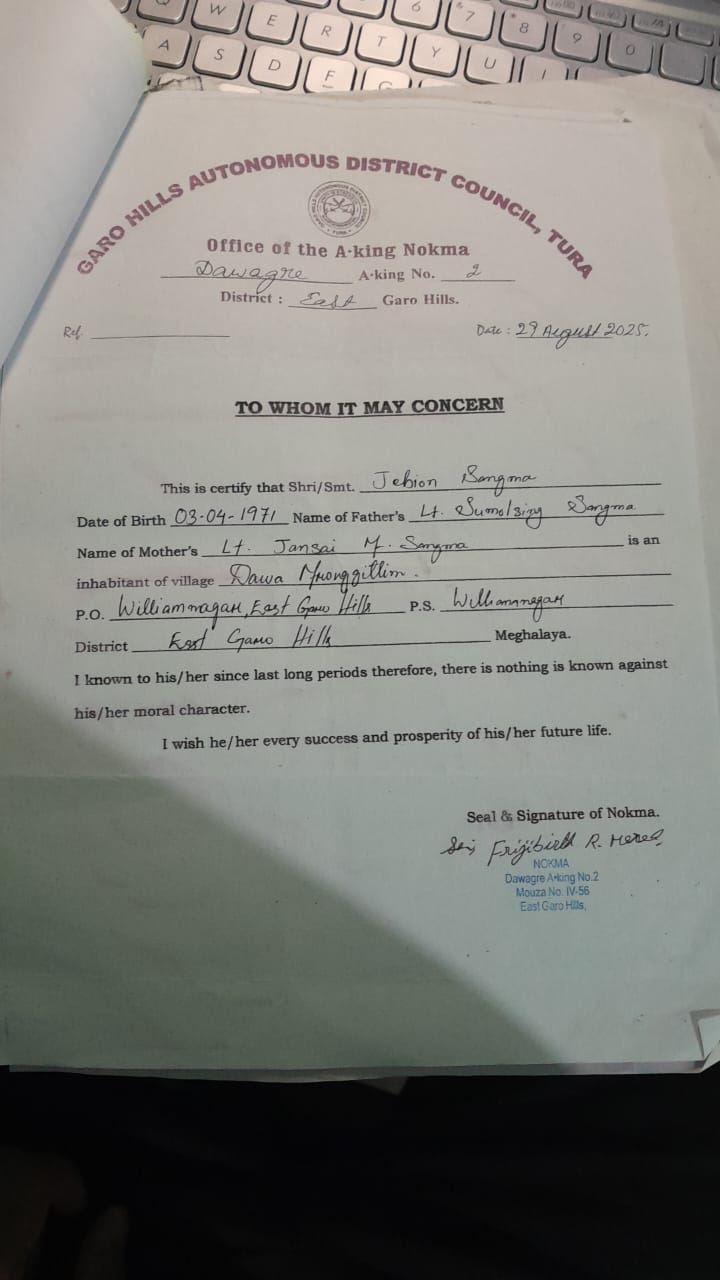 W E R T Y U 6 7 8 9 0
A S D F
GARO HILLS AUTONOMOUS DISTRICT COUNCIL, TURA
Office of the A·king Nokma
Dawagre A·king No. 2
District : East Garo Hills.
Ref. Date : 29 August 2025.
TO WHOM IT MAY CONCERN
This is certify that Shri/Smt. Jebion Sangma
Date of Birth 03-04-1971 Name of Father's Lt. Sangma
Name of Mother's Lt. Jansai M. Sangma is an
inhabitant of village Dawa
P.O. Williamnagar, East Garo Hills P.S. Williamnagar
District East Garo Hills Meghalaya.
I known to his/her since last long periods therefore, there is nothing is known against
his/her moral character.
I wish he/her every success and prosperity of his/her future life.
Seal & Signature of Nokma.
R.
NOKMA
Dawagre A·king No.2
Mouza No. IV-56
East Garo Hills.